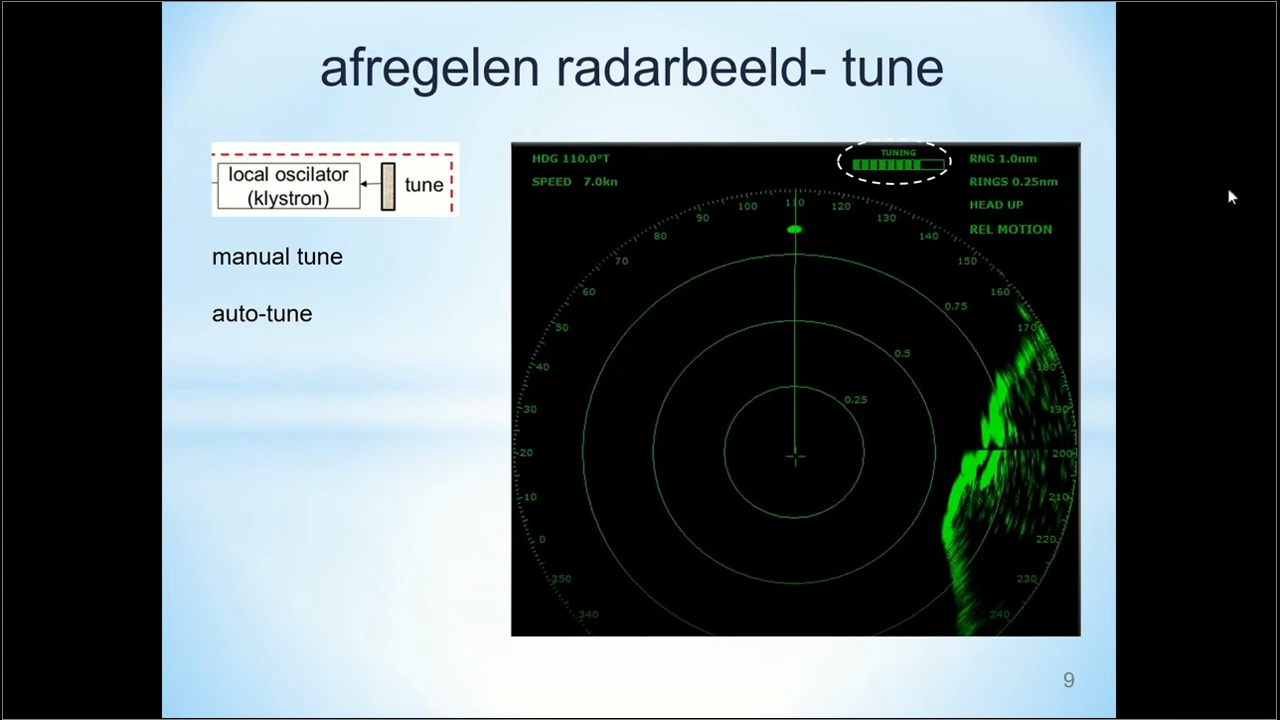 afregelen radarbeeld- tune
local oscilator
(klystron)
tune
manual tune
auto-tune
HDG 110.0°T
SPEED 7.0kn
TUNING
RNG 1.0nm
RINGS 0.25nm
HEAD UP
REL MOTION
100
110
120
90
130
80
140
70
150
60
160
0.75
50
170
0.5
40
180
0.25
30
190
20
200
10
210
0
220
350
230
340
240
9